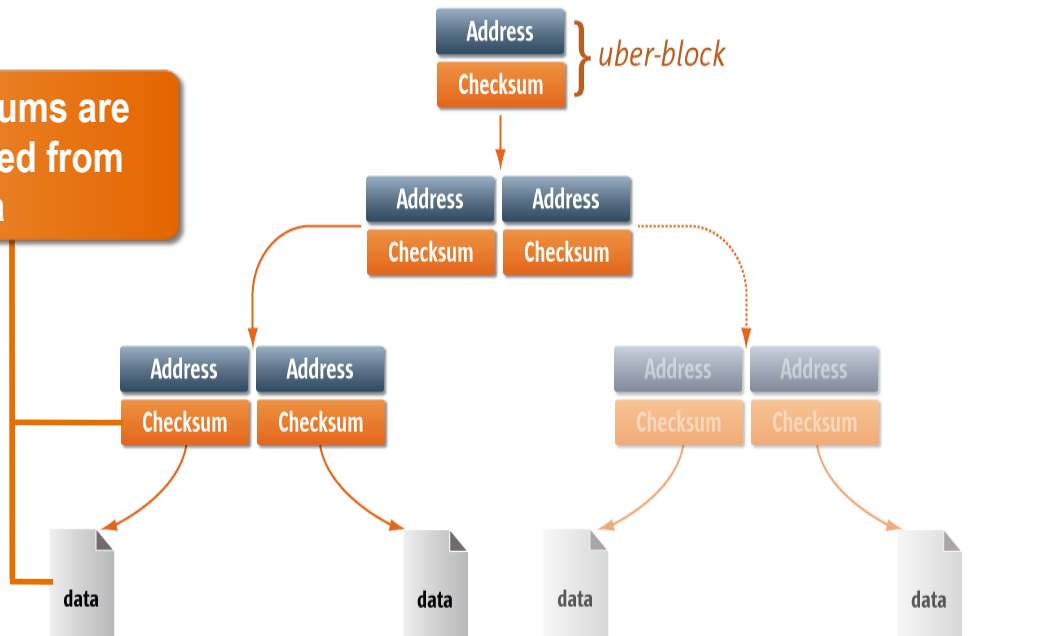 Address
Checksum
uber-block
ums are
ed from
a
Address Address
Checksum Checksum
Address Address
Checksum Checksum
Address Address
Checksum Checksum
data
data
data
data